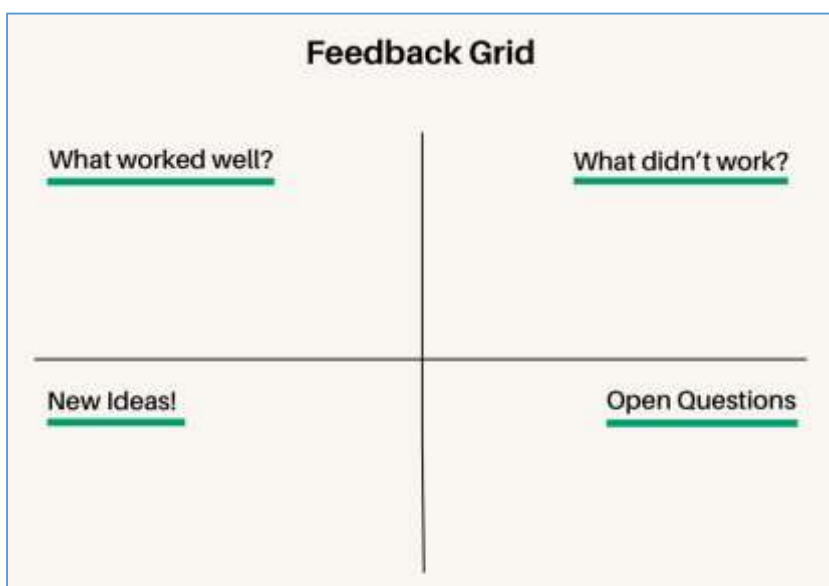 Feedback Grid
What worked well?
What didn’t work?
New Ideas!
Open Questions